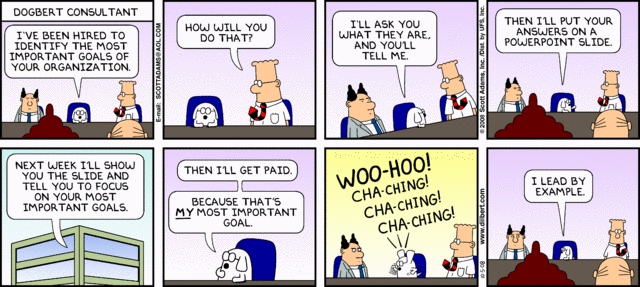 DOGBERT CONSULTANT
I'VE BEEN HIRED TO
IDENTIFY THE MOST
IMPORTANT GOALS OF
YOUR ORGANIZATION.
E-mail: SCOTTADAMS@AOL.COM
HOW WILL YOU
DO THAT?
I'LL ASK YOU
WHAT THEY ARE,
AND YOU'LL
TELL ME.
© 2008 Scott Adams, Inc./Dist. by UFS, Inc.
THEN I'LL PUT YOUR
ANSWERS ON A
POWERPOINT SLIDE.
NEXT WEEK I'LL SHOW
YOU THE SLIDE AND
TELL YOU TO FOCUS
ON YOUR MOST
IMPORTANT GOALS.
THEN I'LL GET PAID.
BECAUSE THAT'S
MY MOST IMPORTANT
GOAL.
WOO-HOO!
CHA-CHING!
CHA-CHING!
CHA-CHING!
10-5-08 www.dilbert.com
I LEAD BY
EXAMPLE.